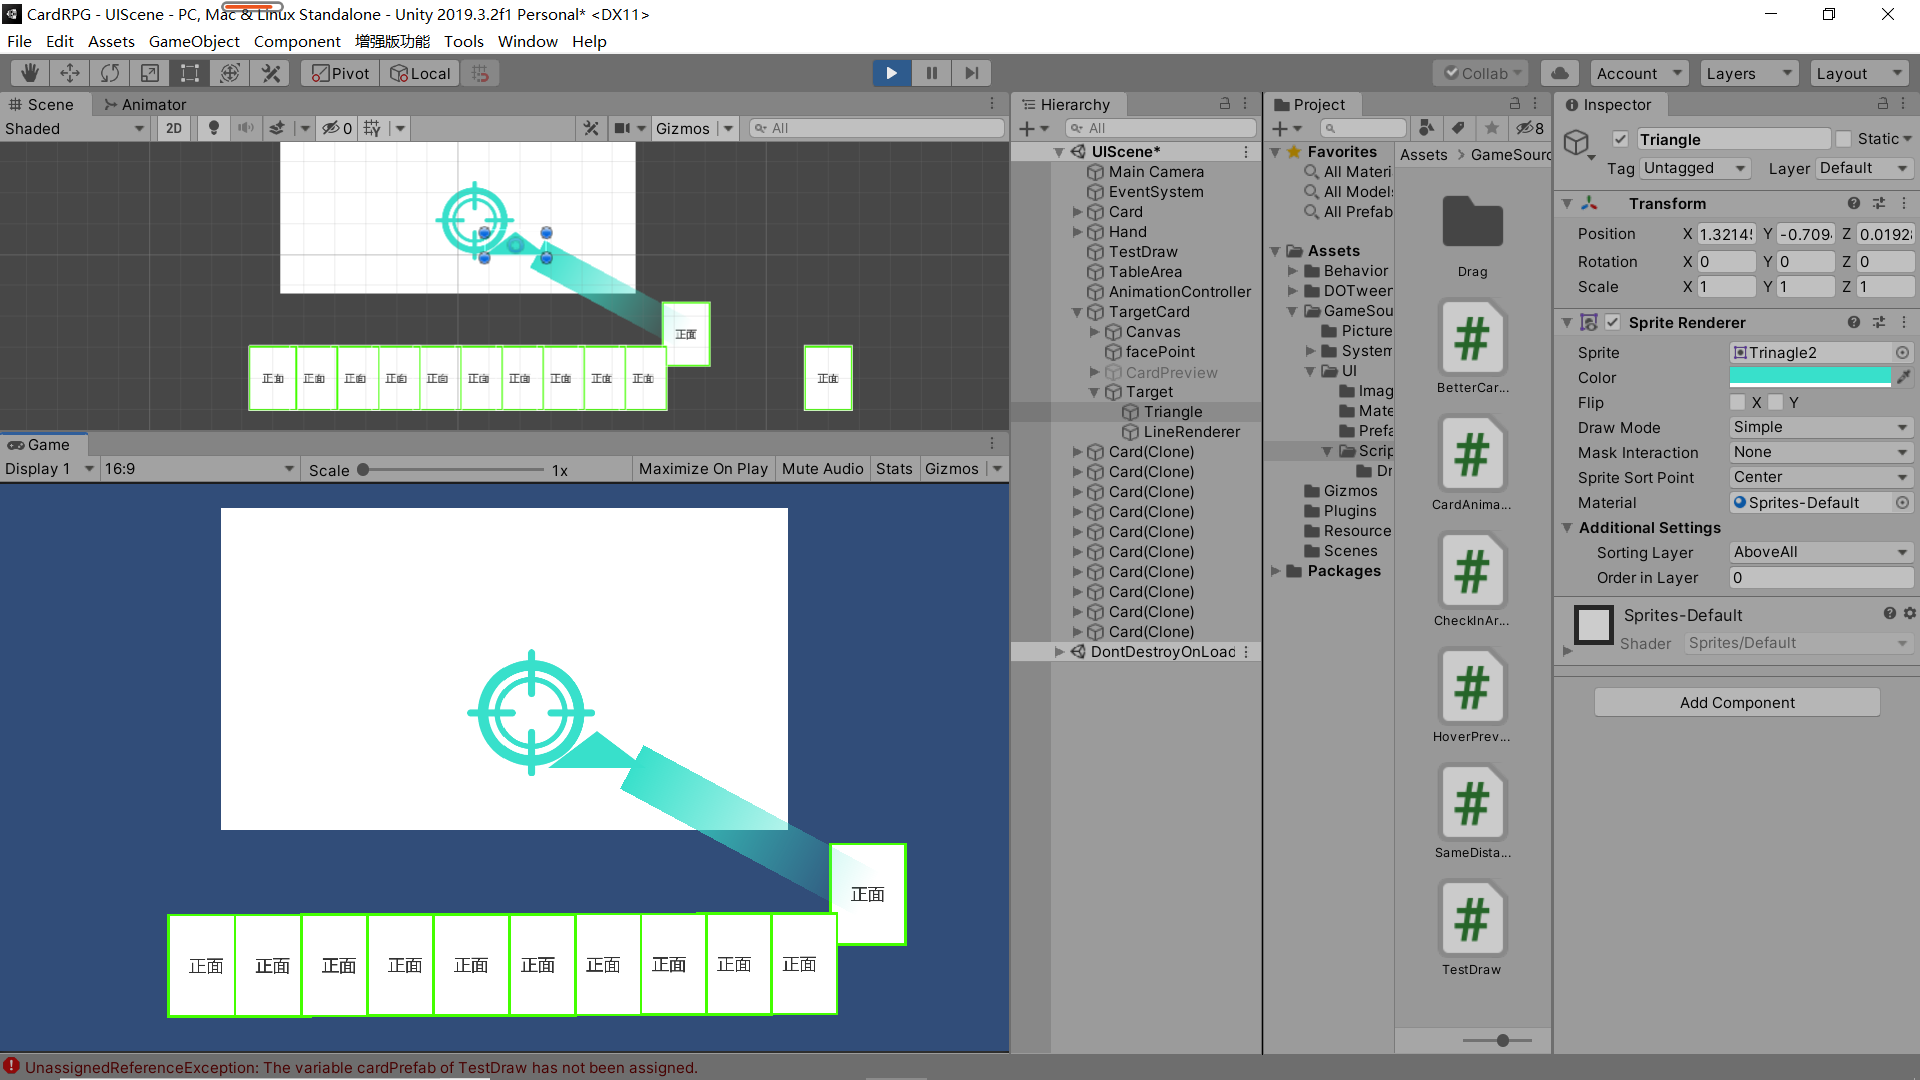 CardRPG - UIScene - PC, Mac & Linux Standalone - Unity 2019.3.2f1 Personal* <DX11>
File Edit Assets GameObject Component 增强版功能 Tools Window Help
Pivot Local Collab Account Layers Layout
Scene Animator
Shaded 2D 0 Gizmos All
正面
正面 正面 正面 正面 正面 正面 正面 正面 正面 正面 正面
Game
Display 1 16:9 Scale 1x Maximize On Play Mute Audio Stats Gizmos
正面
正面 正面 正面 正面 正面 正面 正面 正面 正面 正面
UnassignedReferenceException: The variable cardPrefab of TestDraw has not been assigned.
Hierarchy
All
UIScene*
Main Camera
EventSystem
Card
Hand
TestDraw
TableArea
AnimationController
TargetCard
Canvas
facePoint
CardPreview
Target
Triangle
LineRenderer
Card(Clone)
Card(Clone)
Card(Clone)
Card(Clone)
Card(Clone)
Card(Clone)
Card(Clone)
Card(Clone)
Card(Clone)
Card(Clone)
DontDestroyOnLoad
Project
8
Favorites
All Materi
All Model
All Prefab
Assets
Behavior
DOTween
GameSou
Picture
System
UI
Imag
Mate
Prefa
Scrip
Dr
Gizmos
Plugins
Resource
Scenes
Packages
Assets > GameSourc
Drag
BetterCar...
CardAnima...
CheckInAr...
HoverPrev...
SameDista...
TestDraw
Inspector
Triangle Static
Tag Untagged Layer Default
Transform
Position X 1.3214 Y -0.709 Z 0.0192
Rotation X 0 Y 0 Z 0
Scale X 1 Y 1 Z 1
Sprite Renderer
Sprite Trinagle2
Color
Flip X Y
Draw Mode Simple
Mask Interaction None
Sprite Sort Point Center
Material Sprites-Default
Additional Settings
Sorting Layer AboveAll
Order in Layer 0
Sprites-Default
Shader Sprites/Default
Add Component